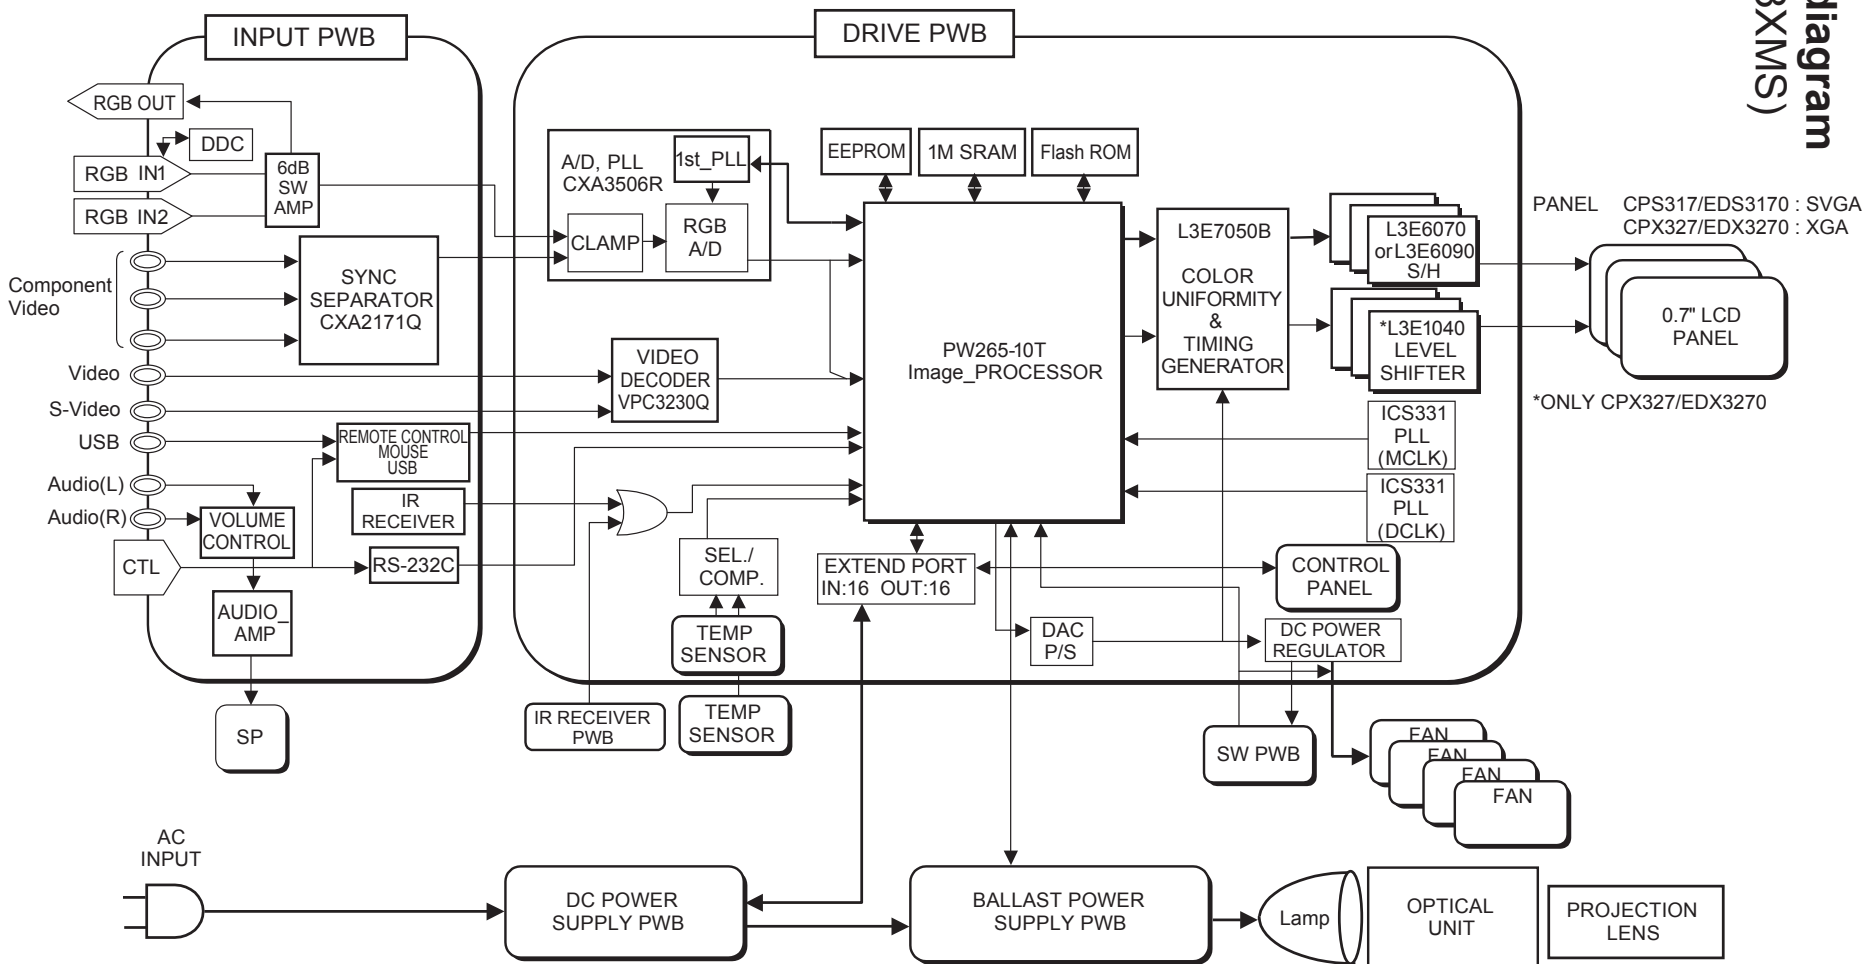 diagram
3XMS)
INPUT PWB
DRIVE PWB
RGB OUT
DDC
RGB IN1
RGB IN2
6dB
SW
AMP
Component
Video
SYNC
SEPARATOR
CXA2171Q
Video
S-Video
USB
Audio(L)
Audio(R)
CTL
VIDEO
DECODER
VPC3230Q
REMOTE CONTROL
MOUSE
USB
IR
RECEIVER
VOLUME
CONTROL
RS-232C
AUDIO_
AMP
SP
A/D, PLL
CXA3506R
1st_PLL
CLAMP
RGB
A/D
EEPROM
1M SRAM
Flash ROM
PW265-10T
Image_PROCESSOR
L3E7050B
COLOR
UNIFORMITY
&
TIMING
GENERATOR
L3E6070
orL3E6090
S/H
*L3E1040
LEVEL
SHIFTER
PANEL CPS317/EDS3170 : SVGA
CPX327/EDX3270 : XGA
0.7" LCD
PANEL
*ONLY CPX327/EDX3270
ICS331
PLL
(MCLK)
ICS331
PLL
(DCLK)
SEL./
COMP.
EXTEND PORT
IN:16 OUT:16
CONTROL
PANEL
TEMP
SENSOR
DAC
P/S
DC POWER
REGULATOR
IR RECEIVER
PWB
TEMP
SENSOR
SW PWB
FAN
FAN
FAN
FAN
AC
INPUT
DC POWER
SUPPLY PWB
BALLAST POWER
SUPPLY PWB
Lamp
OPTICAL
UNIT
PROJECTION
LENS